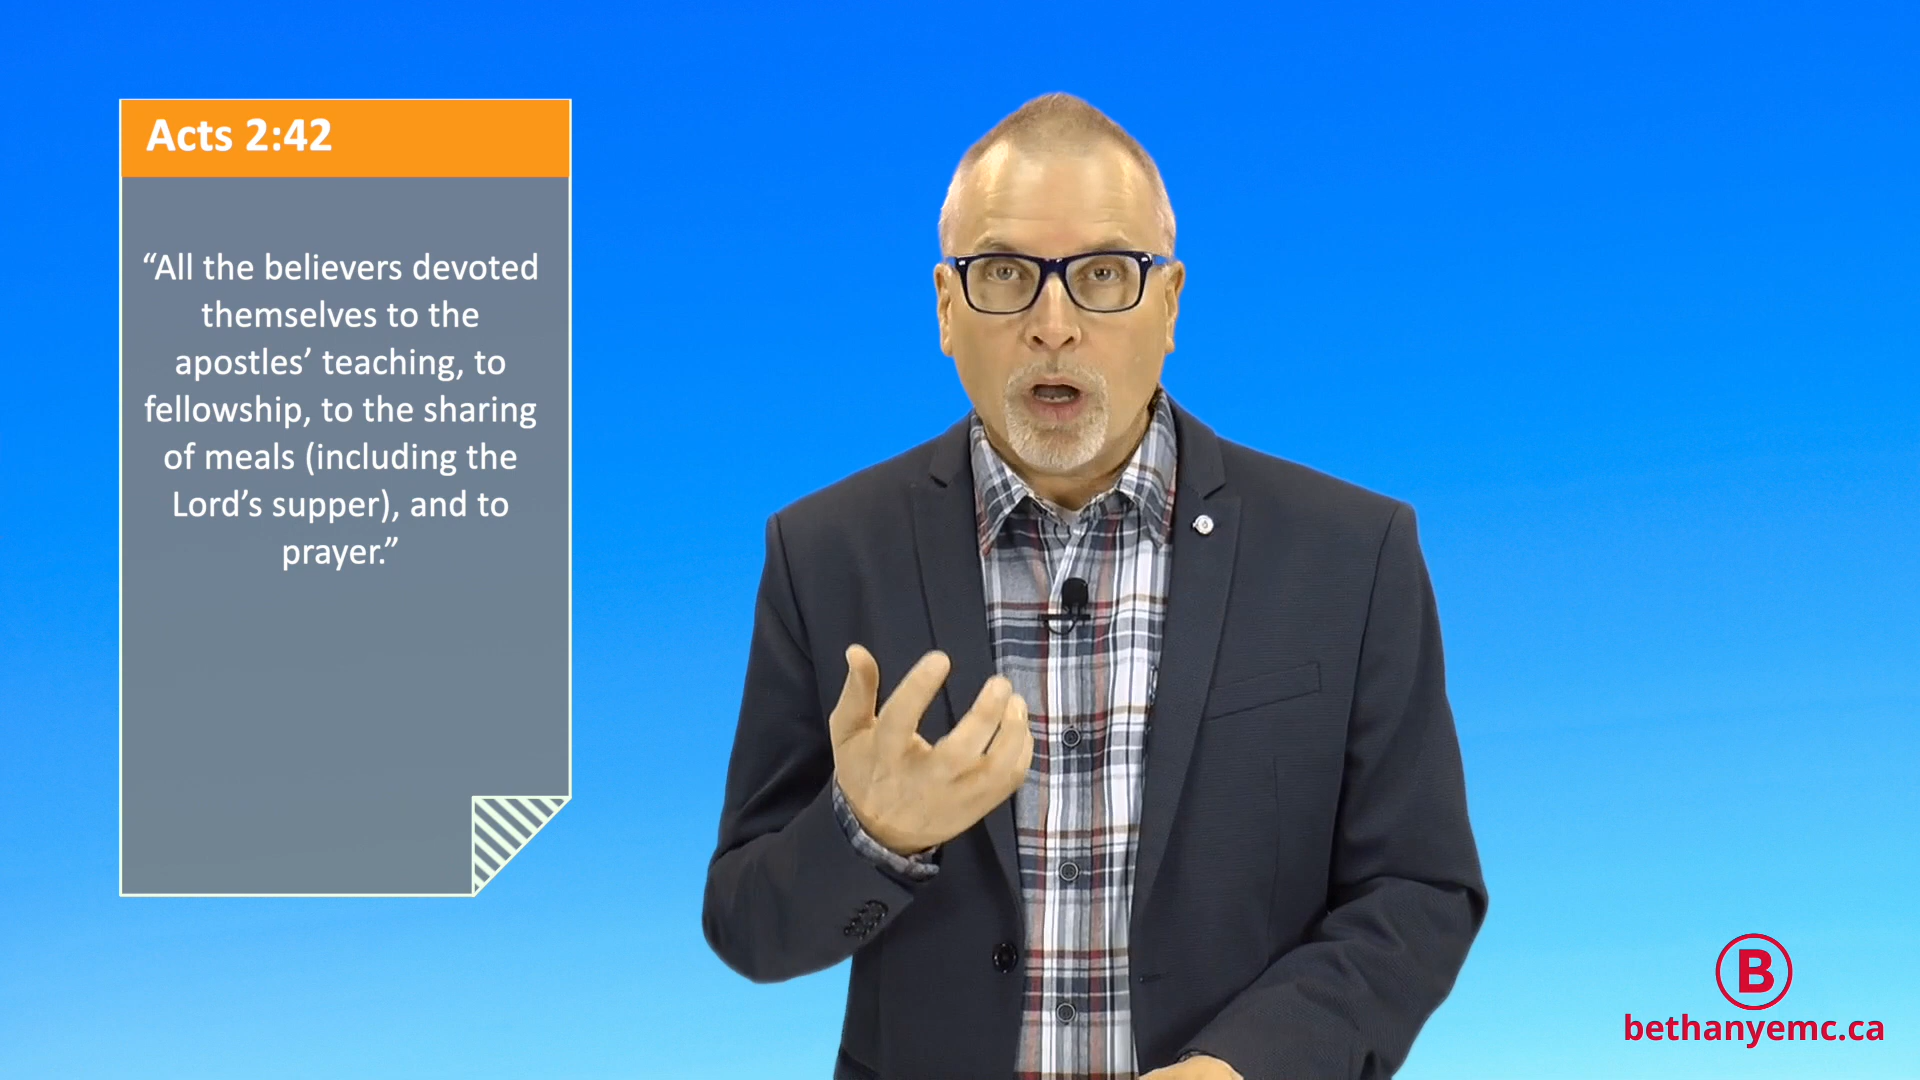 Acts 2:42
“All the believers devoted
themselves to the
apostles’ teaching, to
fellowship, to the sharing
of meals (including the
Lord’s supper), and to
prayer.”
B
bethanyemc.ca